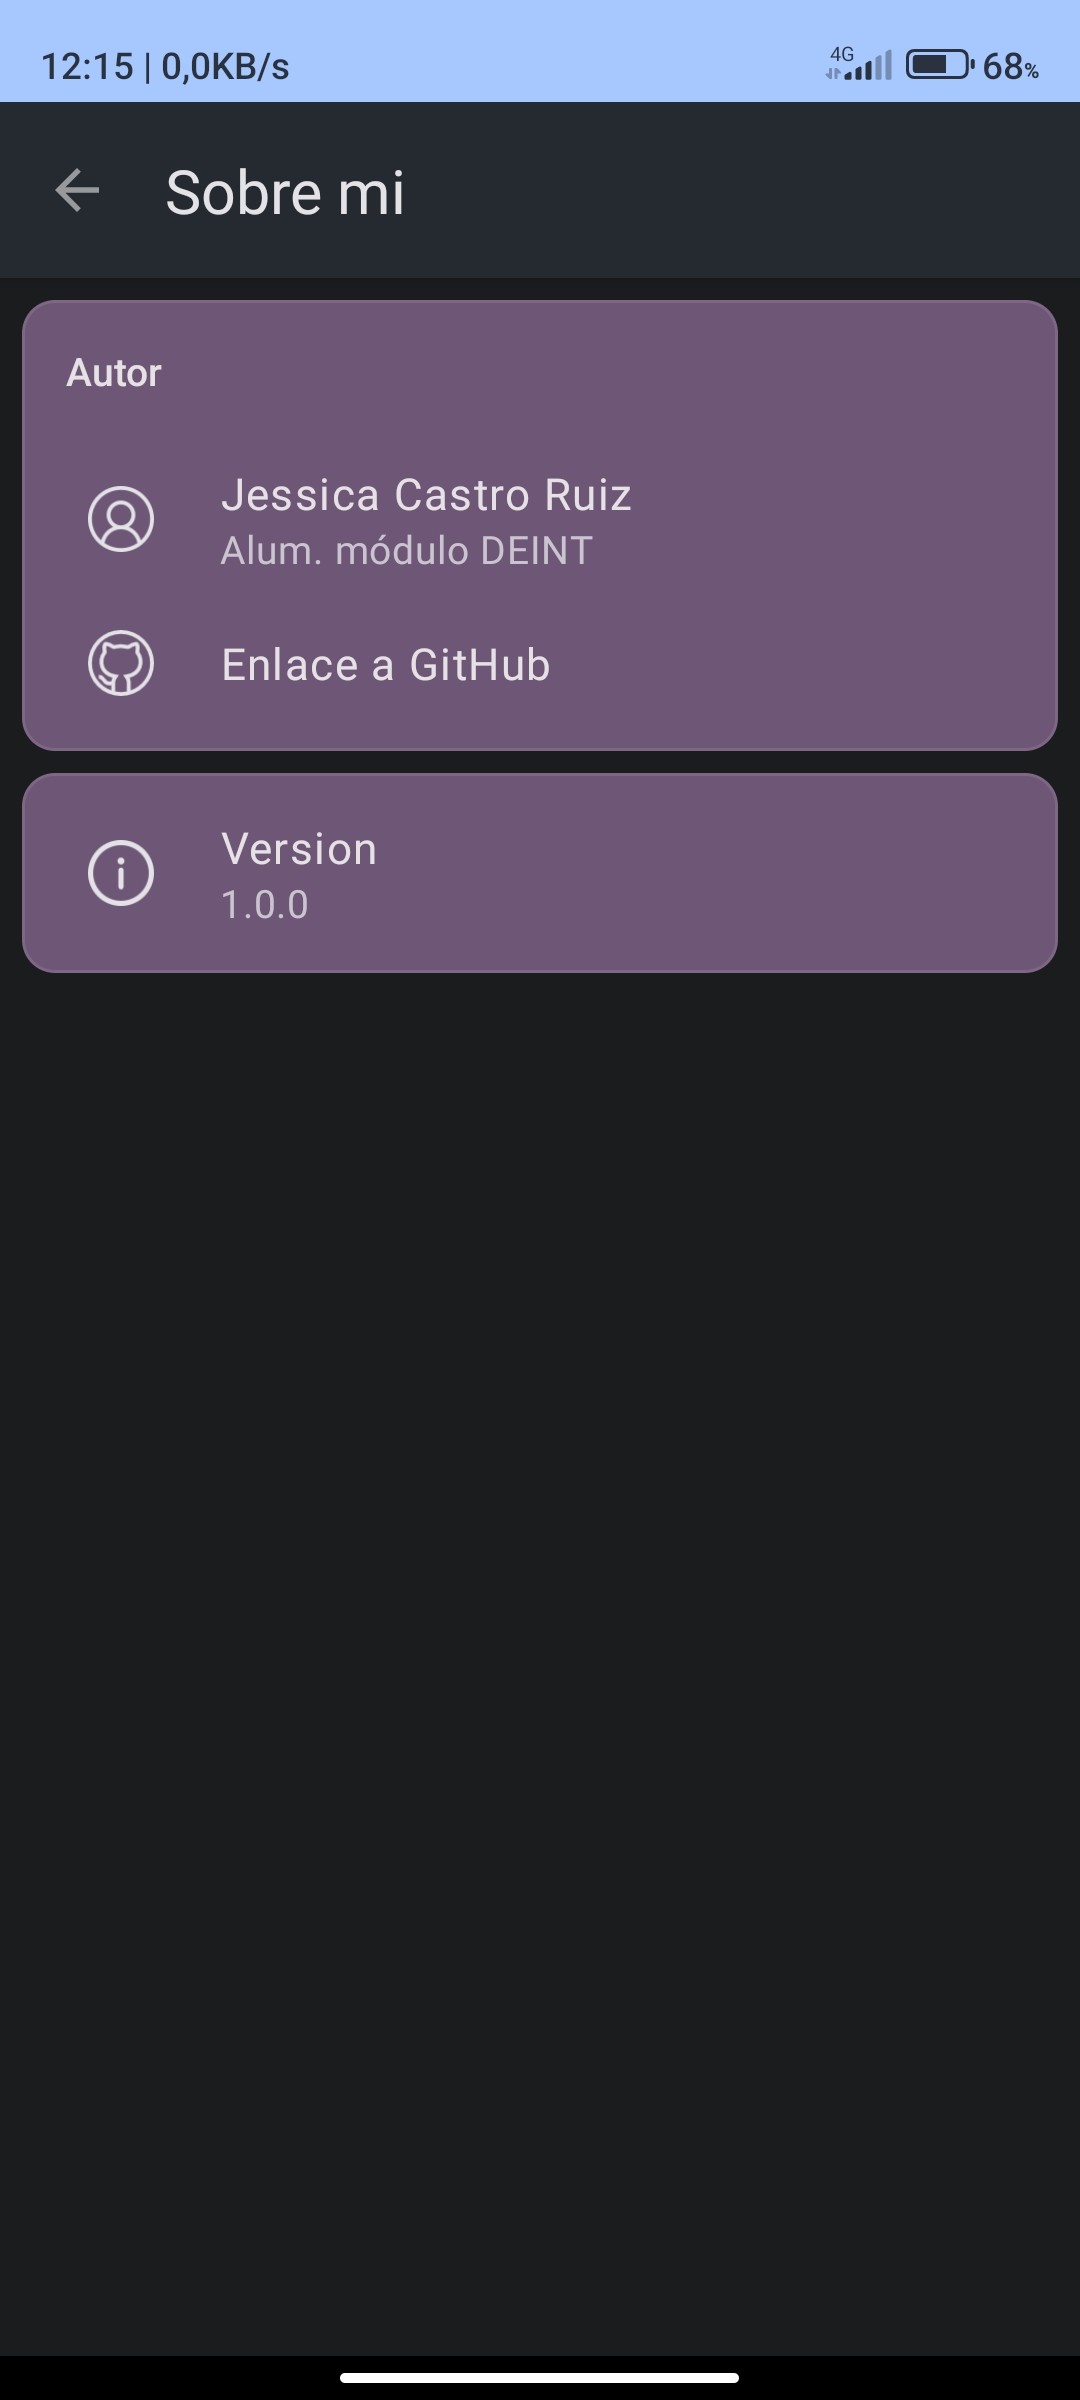 12:15 | 0,0KB/s 4G 68%
Sobre mi
Autor
Jessica Castro Ruiz
Alum. módulo DEINT
Enlace a GitHub
Version
1.0.0